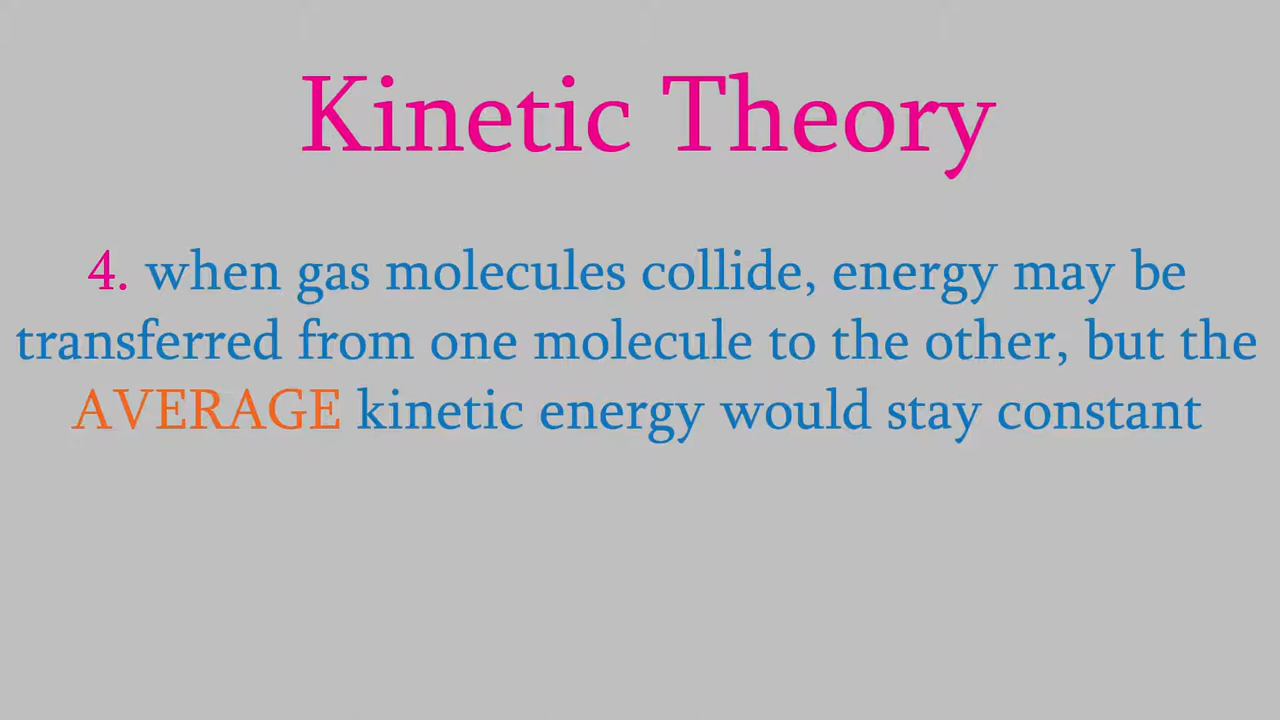 Kinetic Theory
4. when gas molecules collide, energy may be
transferred from one molecule to the other, but the
AVERAGE kinetic energy would stay constant